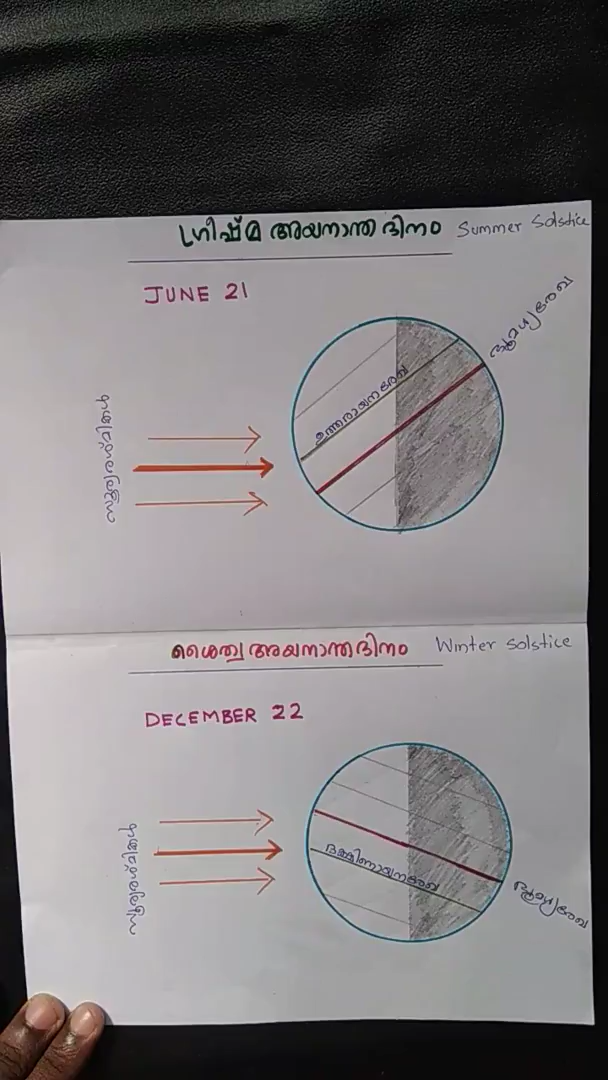 ഗ്രീഷ്മ അയനാന്ത ദിനം Summer Solstice
JUNE 21
ഭൂമധ്യരേഖ
ഉത്തരായനരേഖ
സൂര്യരശ്മികൾ
ശൈത്യ അയനാന്തദിനം Winter solstice
DECEMBER 22
സൂര്യരശ്മികൾ
ദക്ഷിണായനരേഖ
ഭൂമധ്യരേഖ